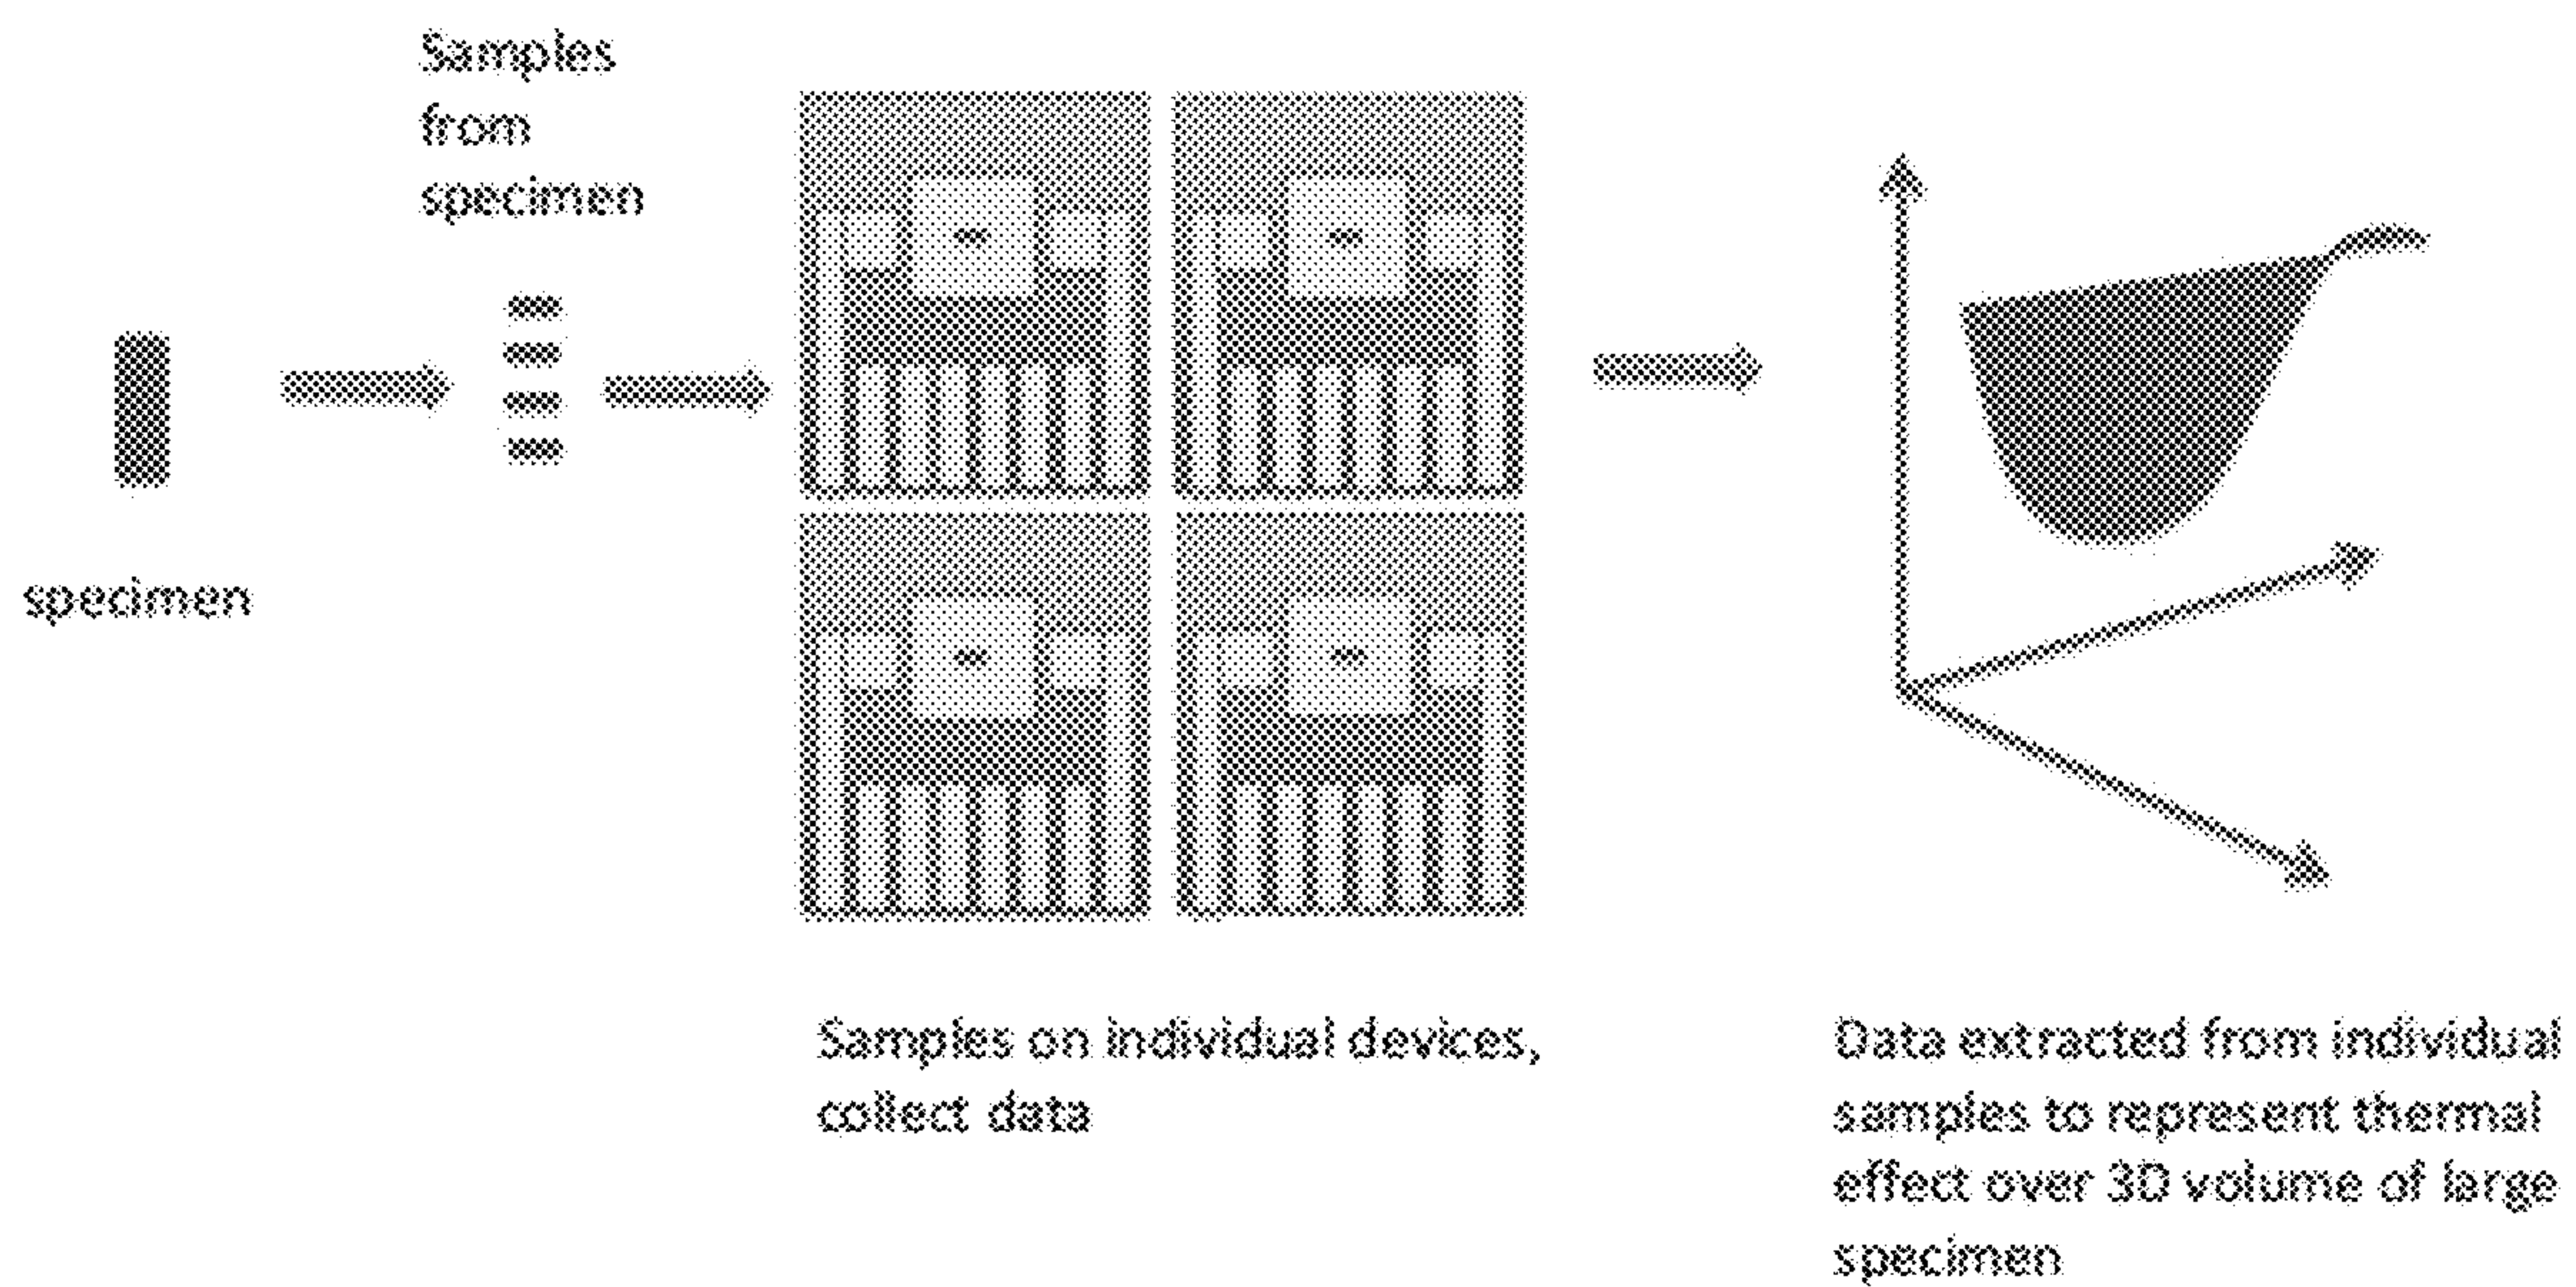 Samples
from
specimen
specimen
Samples on individual devices,
collect data
Data extracted from individual
samples to represent thermal
effect over 3D volume of large
specimen